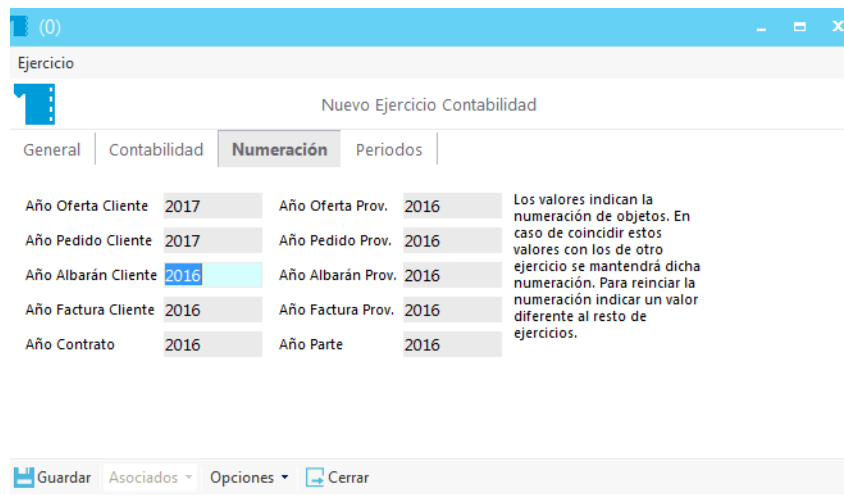 (0)
Ejercicio
Nuevo Ejercicio Contabilidad
General Contabilidad Numeración Periodos
Año Oferta Cliente 2017 Año Oferta Prov. 2016
Año Pedido Cliente 2017 Año Pedido Prov. 2016
Año Albarán Cliente 2016 Año Albarán Prov. 2016
Año Factura Cliente 2016 Año Factura Prov. 2016
Año Contrato 2016 Año Parte 2016
Los valores indican la
numeración de objetos. En
caso de coincidir estos
valores con los de otro
ejercicio se mantendrá dicha
numeración. Para reinciar la
numeración indicar un valor
diferente al resto de
ejercicios.
Guardar Asociados Opciones Cerrar